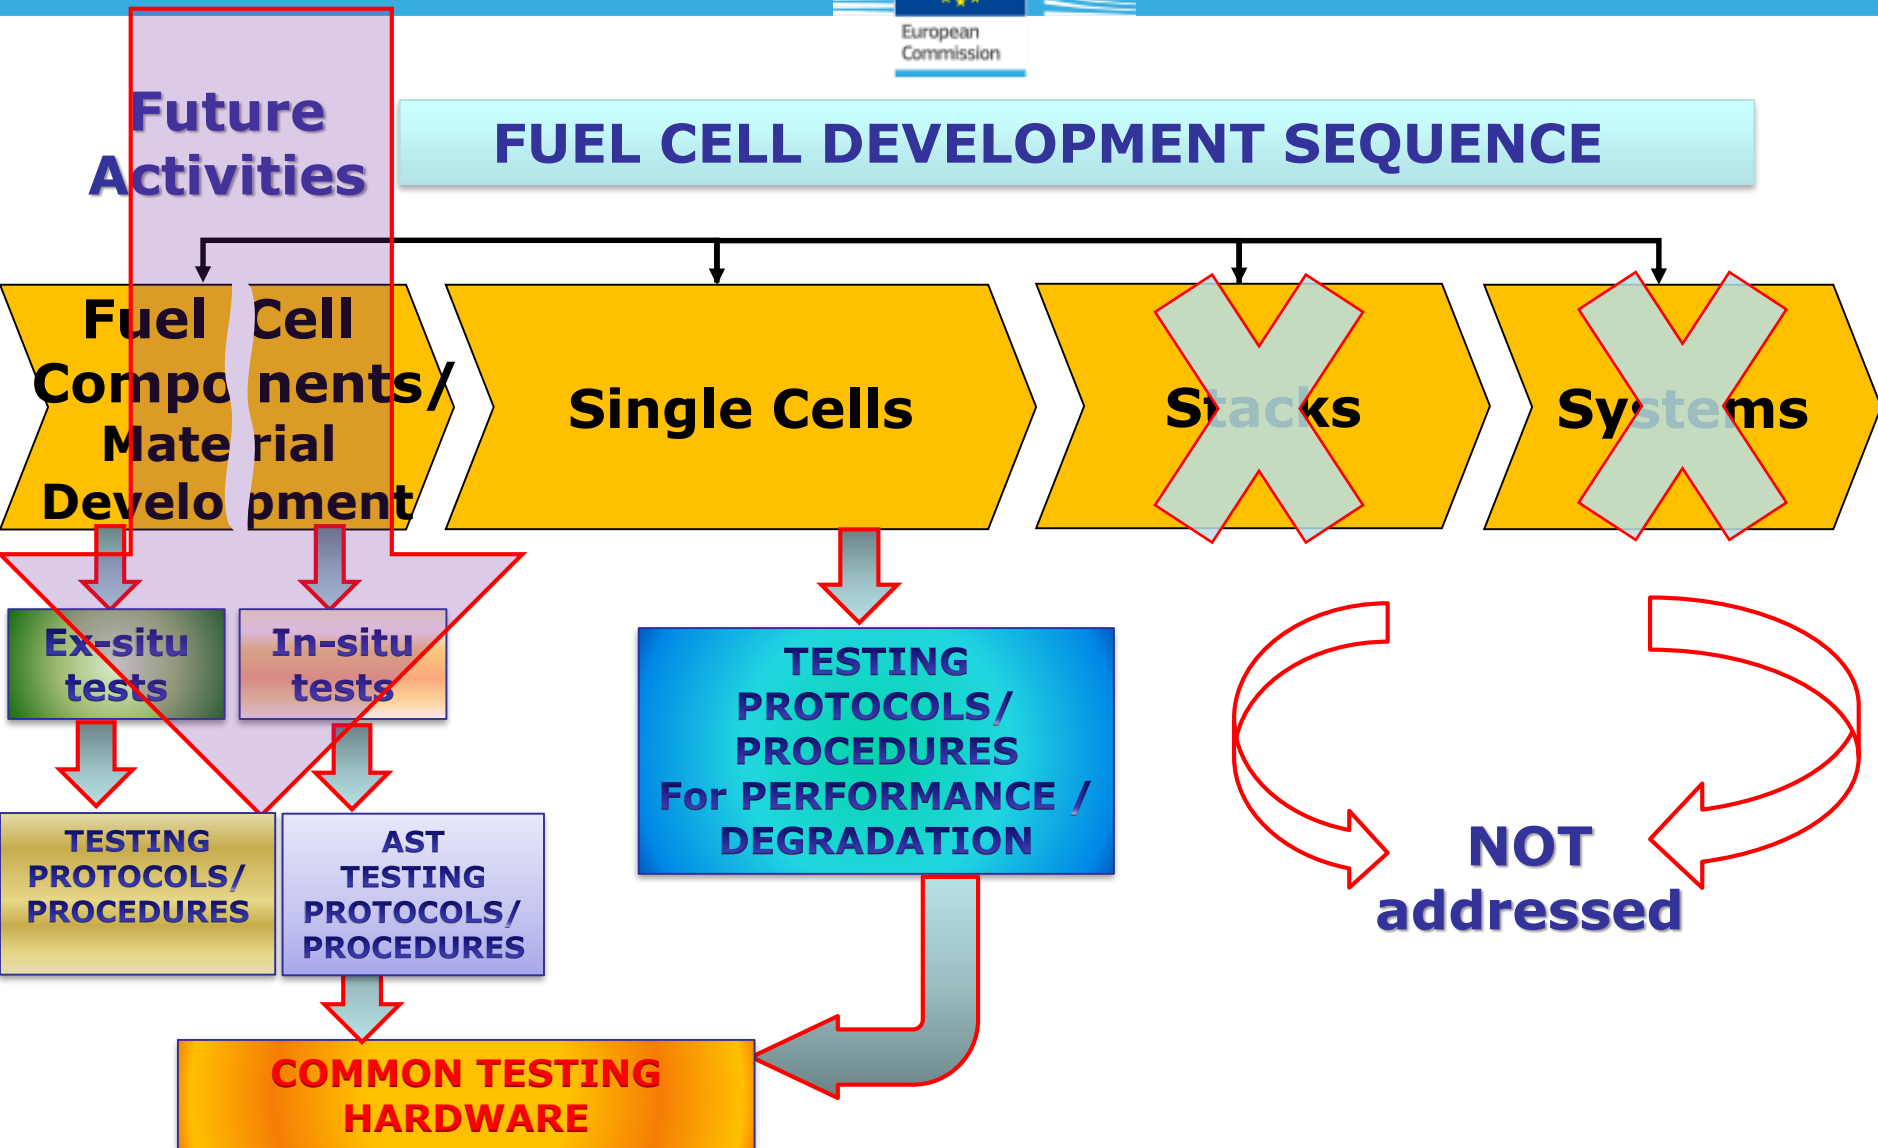 European
Commission
Future
Activities
FUEL CELL DEVELOPMENT SEQUENCE
Fuel Cell
Components/
Material
Development
Single Cells
Stacks
Systems
Ex-situ
tests
In-situ
tests
TESTING
PROTOCOLS/
PROCEDURES
For PERFORMANCE /
DEGRADATION
TESTING
PROTOCOLS/
PROCEDURES
AST
TESTING
PROTOCOLS/
PROCEDURES
NOT
addressed
COMMON TESTING
HARDWARE